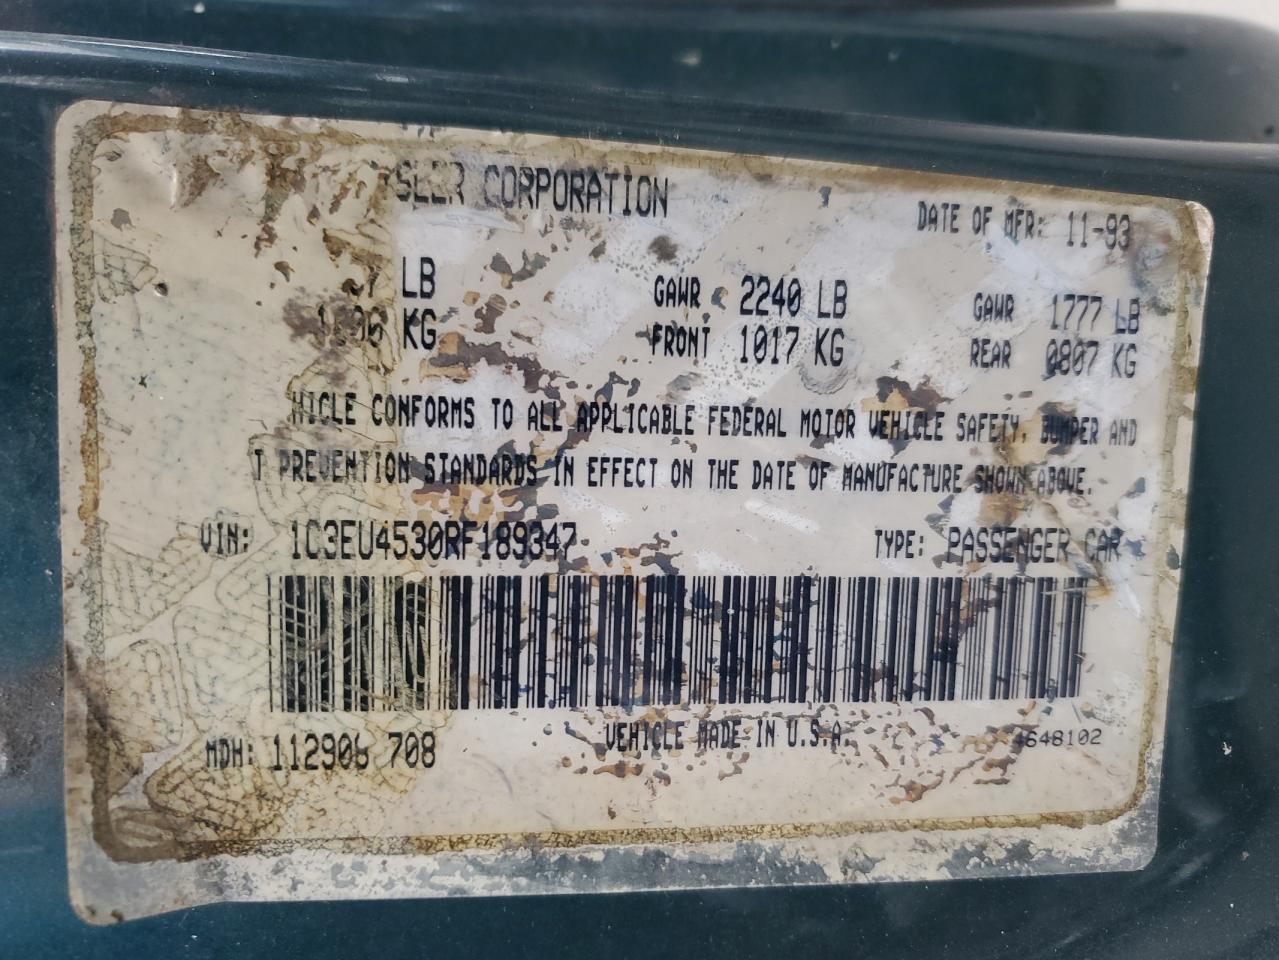 SLER CORPORATION
DATE OF MFR: 11-93
LB
GAWR 2240 LB
GAWR 1777 LB
KG
FRONT 1017 KG
REAR 0807 KG
HICLE CONFORMS TO ALL APPLICABLE FEDERAL MOTOR VEHICLE SAFETY, BUMPER AND
T PREVENTION STANDARDS IN EFFECT ON THE DATE OF MANUFACTURE SHOWN ABOVE.
VIN: 1C3EU4530RF189347
TYPE: PASSENGER CAR
MDH: 112906 708
VEHICLE MADE IN U.S.A.
4648102